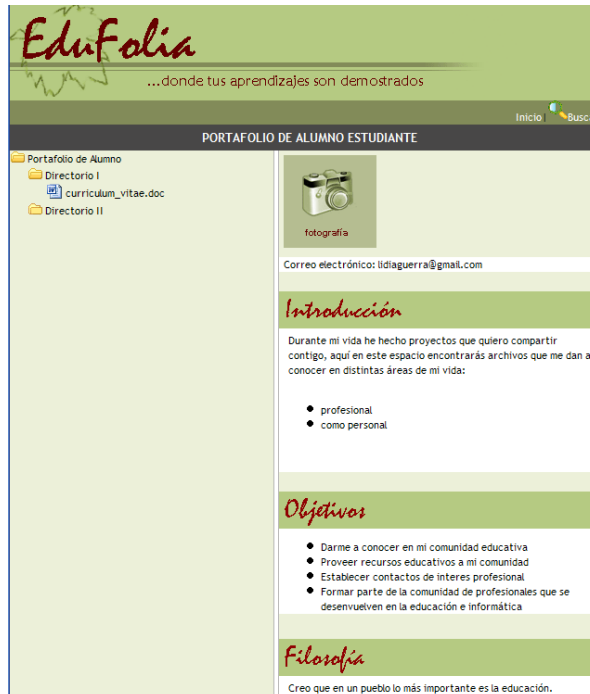 EduFolia
...donde tus aprendizajes son demostrados
Inicio |
PORTAFOLIO DE ALUMNO ESTUDIANTE
Portafolio de Alumno
Directorio I
curriculum_vitae.doc
Directorio II
fotografía
Correo electrónico: lidiaguerra@gmail.com
Introducción
Durante mi vida he hecho proyectos que quiero compartir
contigo, aquí en este espacio encontrarás archivos que me dan a
conocer en distintas áreas de mi vida:
profesional
como personal
Objetivos
Darme a conocer en mi comunidad educativa
Proveer recursos educativos a mi comunidad
Establecer contactos de interes profesional
Formar parte de la comunidad de profesionales que se
desenvuelven en la educación e informática
Filosofía
Creo que en un pueblo lo más importante es la educación.